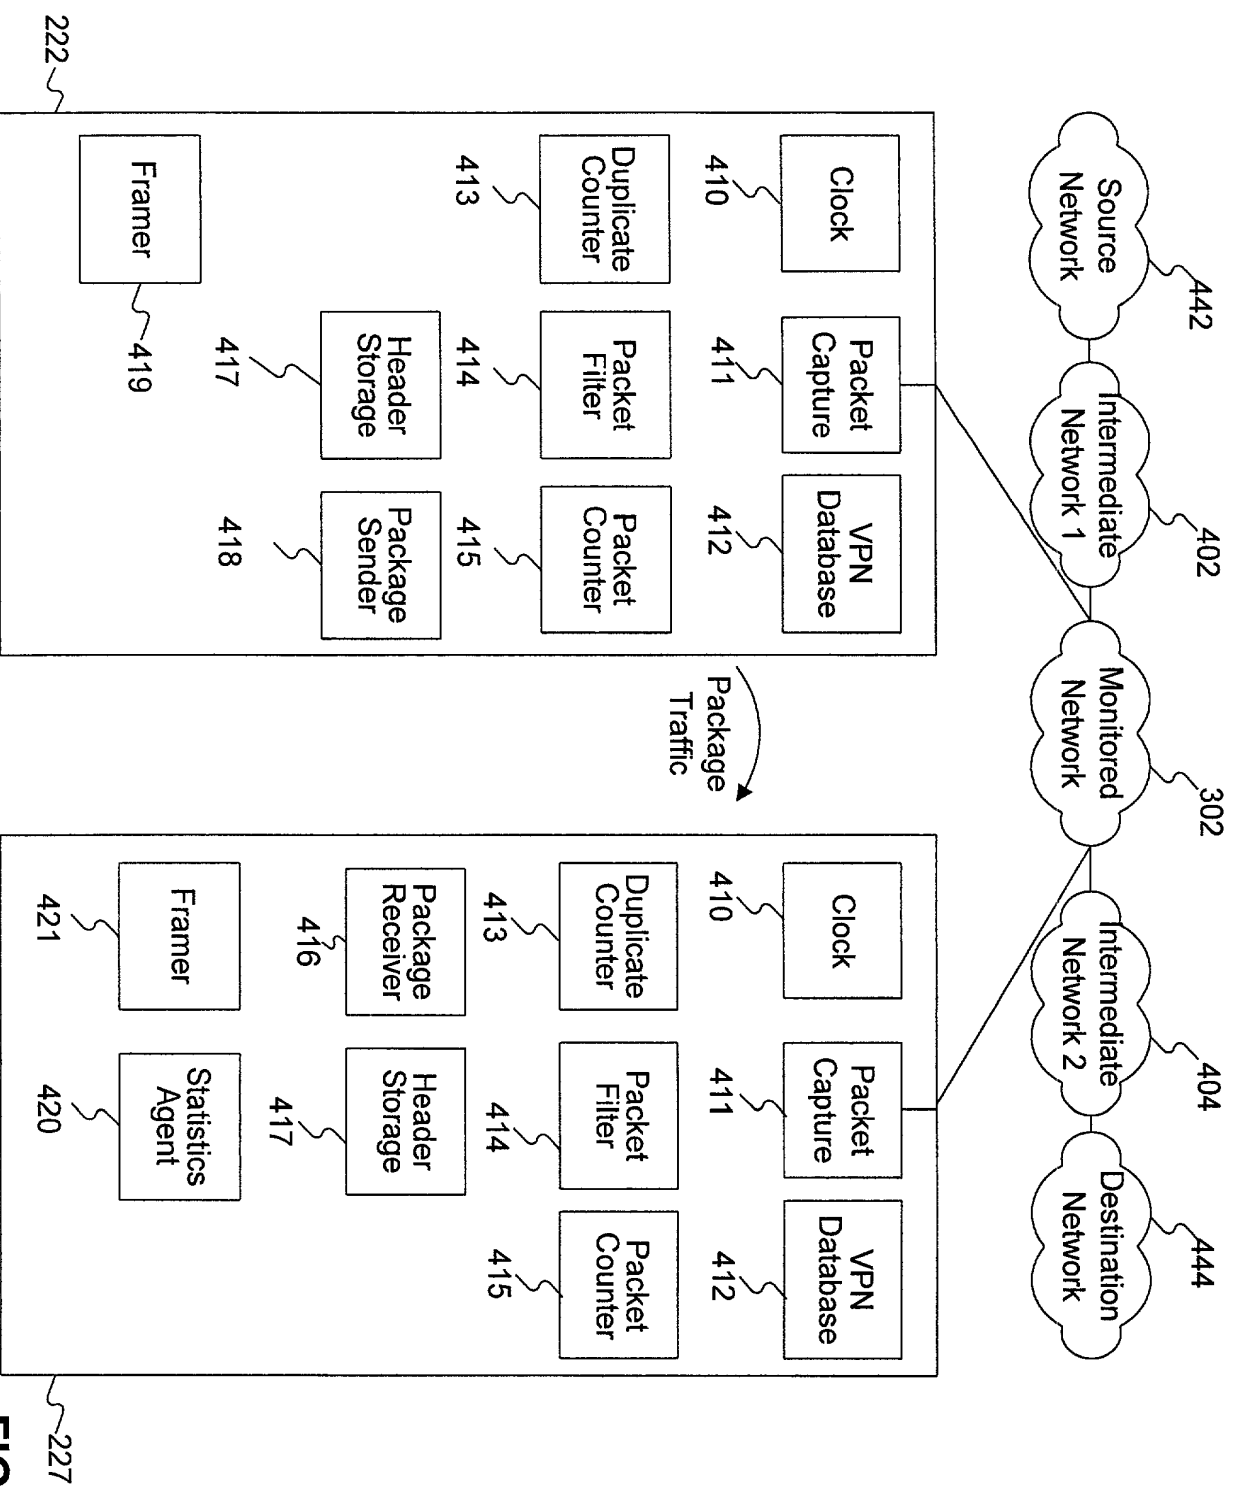 442
402
302
404
444
Source
Network
Intermediate
Network 1
Monitored
Network
Intermediate
Network 2
Destination
Network
Clock
410
Packet
Capture
411
VPN
Database
412
Duplicate
Counter
413
Packet
Filter
414
Packet
Counter
415
Header
Storage
417
Package
Sender
418
Framer
419
222
Package
Traffic
Clock
410
Packet
Capture
411
VPN
Database
412
Duplicate
Counter
413
Packet
Filter
414
Packet
Counter
415
Package
Receiver
416
Header
Storage
417
Framer
421
Statistics
Agent
420
227